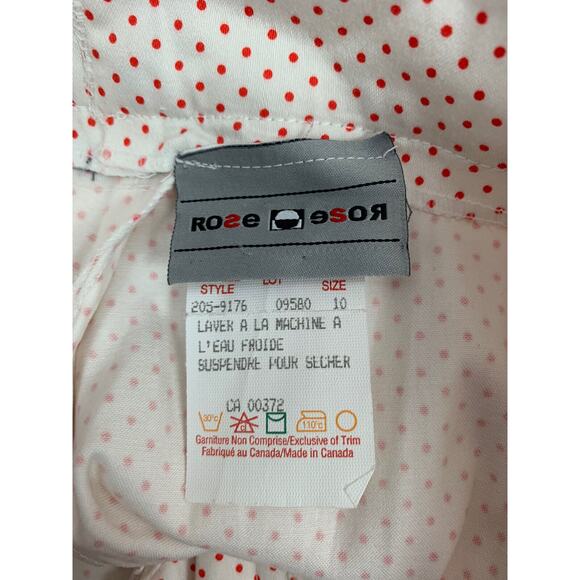 ROSE ROSE
STYLE LOT SIZE
205-9176 09580 10
LAVER A LA MACHINE A
L'EAU FROIDE
SUSPENDRE POUR SECHER
CA 00372
30°c cl 110°c
Garniture Non Comprise/Exclusive of Trim
Fabriqué au Canada/Made in Canada